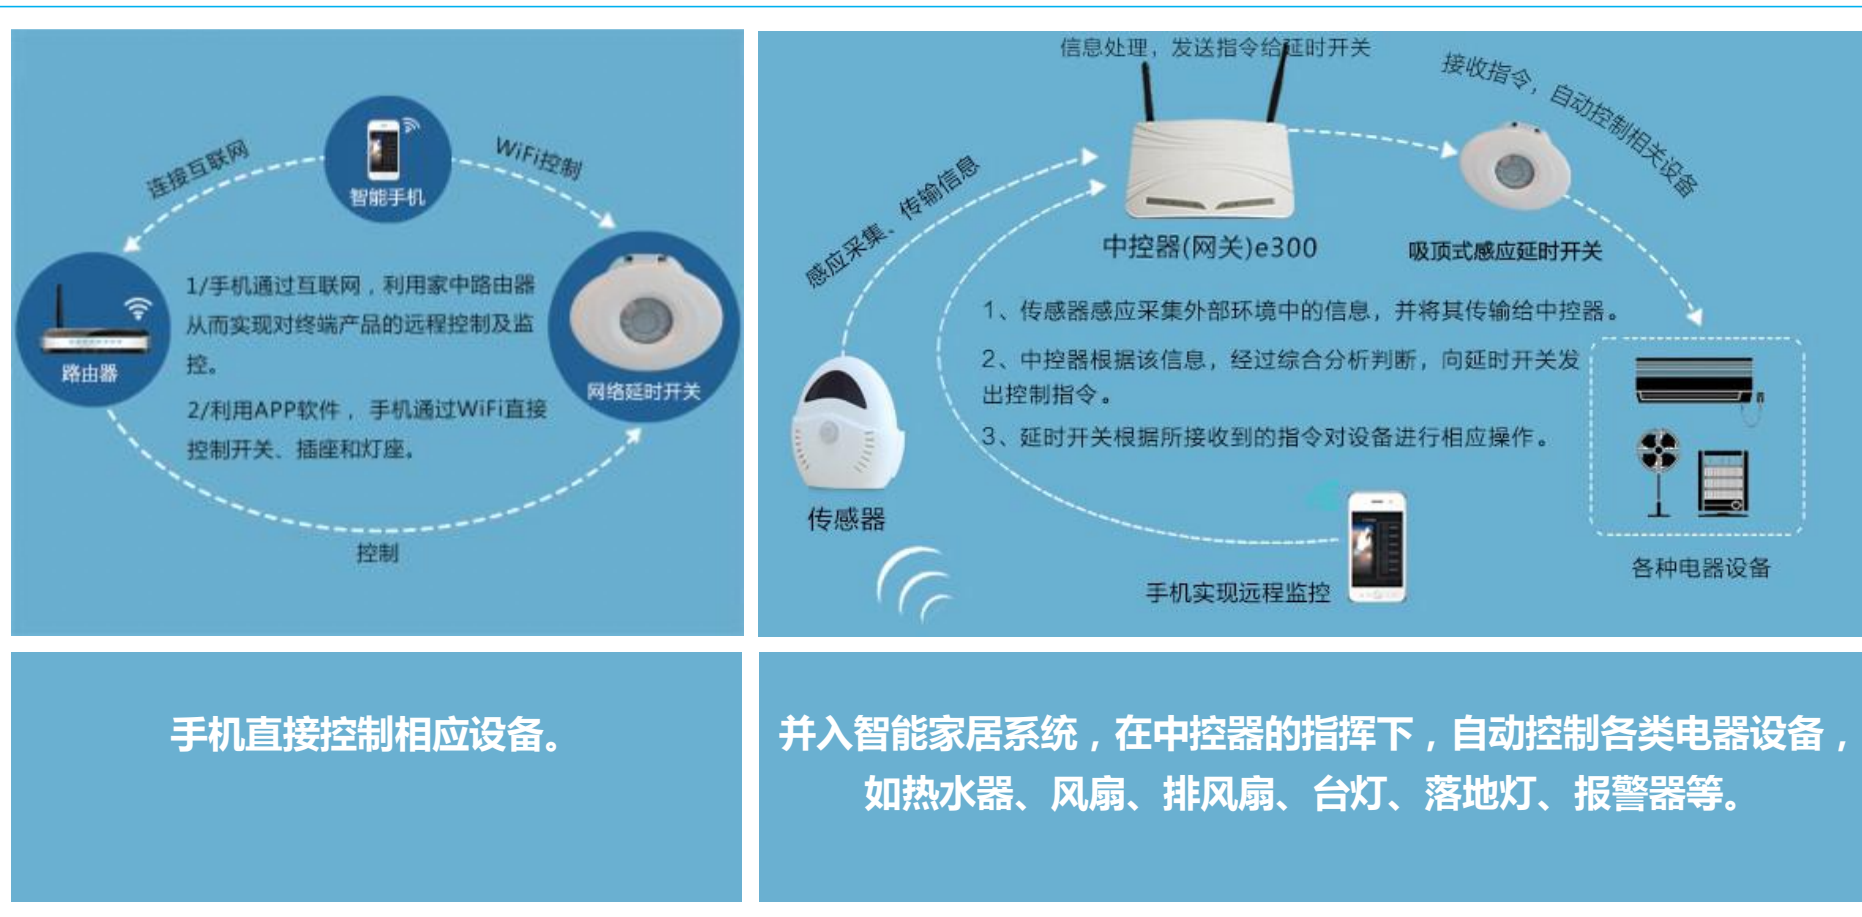 连接互联网
WiFi控制
智能手机
1/手机通过互联网，利用家中路由器
从而实现对终端产品的远程控制及监
控。
2/利用APP软件， 手机通过WiFi直接
控制开关、插座和灯座。
路由器
网络延时开关
控制
信息处理，发送指令给延时开关
接收指令，自动控制相关设备
感应采集、传输信息
中控器(网关)e300
吸顶式感应延时开关
1、传感器感应采集外部环境中的信息，并将其传输给中控器。
2、中控器根据该信息，经过综合分析判断，向延时开关发
出控制指令。
3、延时开关根据所接收到的指令对设备进行相应操作。
传感器
手机实现远程监控
各种电器设备
手机直接控制相应设备。
并入智能家居系统，在中控器的指挥下，自动控制各类电器设备，
如热水器、风扇、排风扇、台灯、落地灯、报警器等。